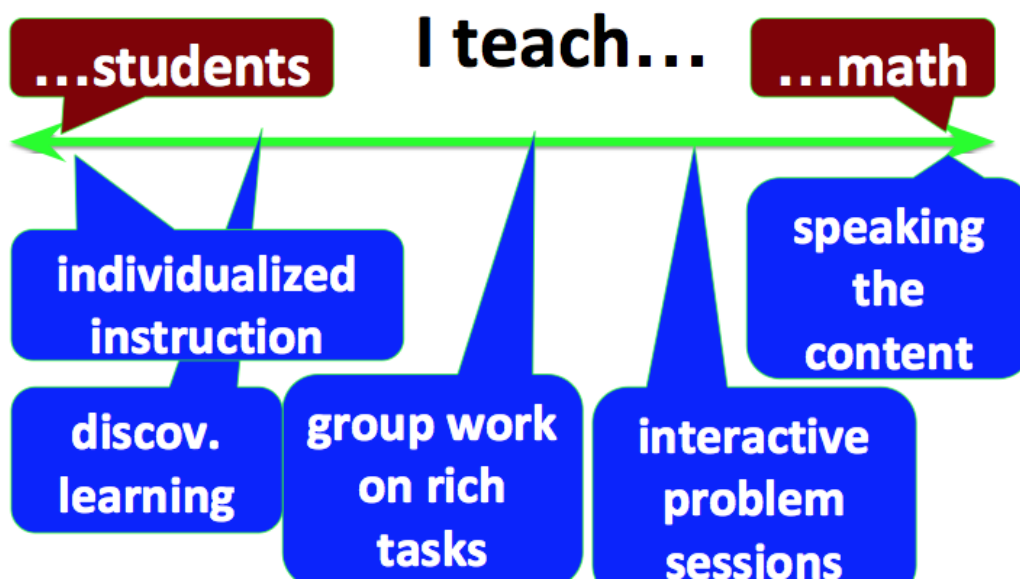 I teach...
...students
...math
individualized
instruction
discov.
learning
group work
on rich
tasks
interactive
problem
sessions
speaking
the
content